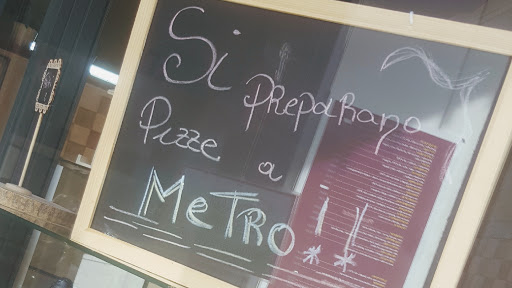 Si preparano
Pizze a
Metro!!